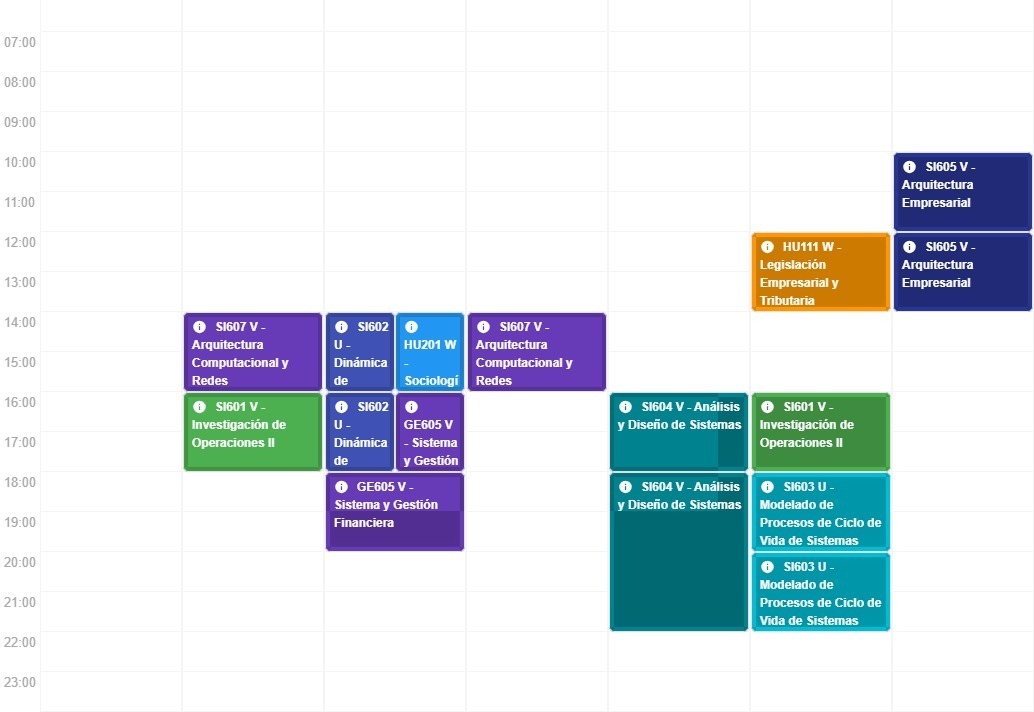 07:00
08:00
09:00
10:00
11:00
12:00
13:00
14:00
15:00
16:00
17:00
18:00
19:00
20:00
21:00
22:00
23:00
SI607 V -
Arquitectura
Computacional y
Redes
SI601 V -
Investigación de
Operaciones II
SI602
U -
Dinámica
de
HU201 W
-
Sociologí
SI602
U -
Dinámica
de
GE605 V
- Sistema
y Gestión
GE605 V -
Sistema y Gestión
Financiera
SI607 V -
Arquitectura
Computacional y
Redes
SI604 V - Análisis
y Diseño de Sistemas
SI604 V - Análisis
y Diseño de Sistemas
HU111 W -
Legislación
Empresarial y
Tributaria
SI601 V -
Investigación de
Operaciones II
SI603 U -
Modelado de
Procesos de Ciclo de
Vida de Sistemas
SI603 U -
Modelado de
Procesos de Ciclo de
Vida de Sistemas
SI605 V -
Arquitectura
Empresarial
SI605 V -
Arquitectura
Empresarial